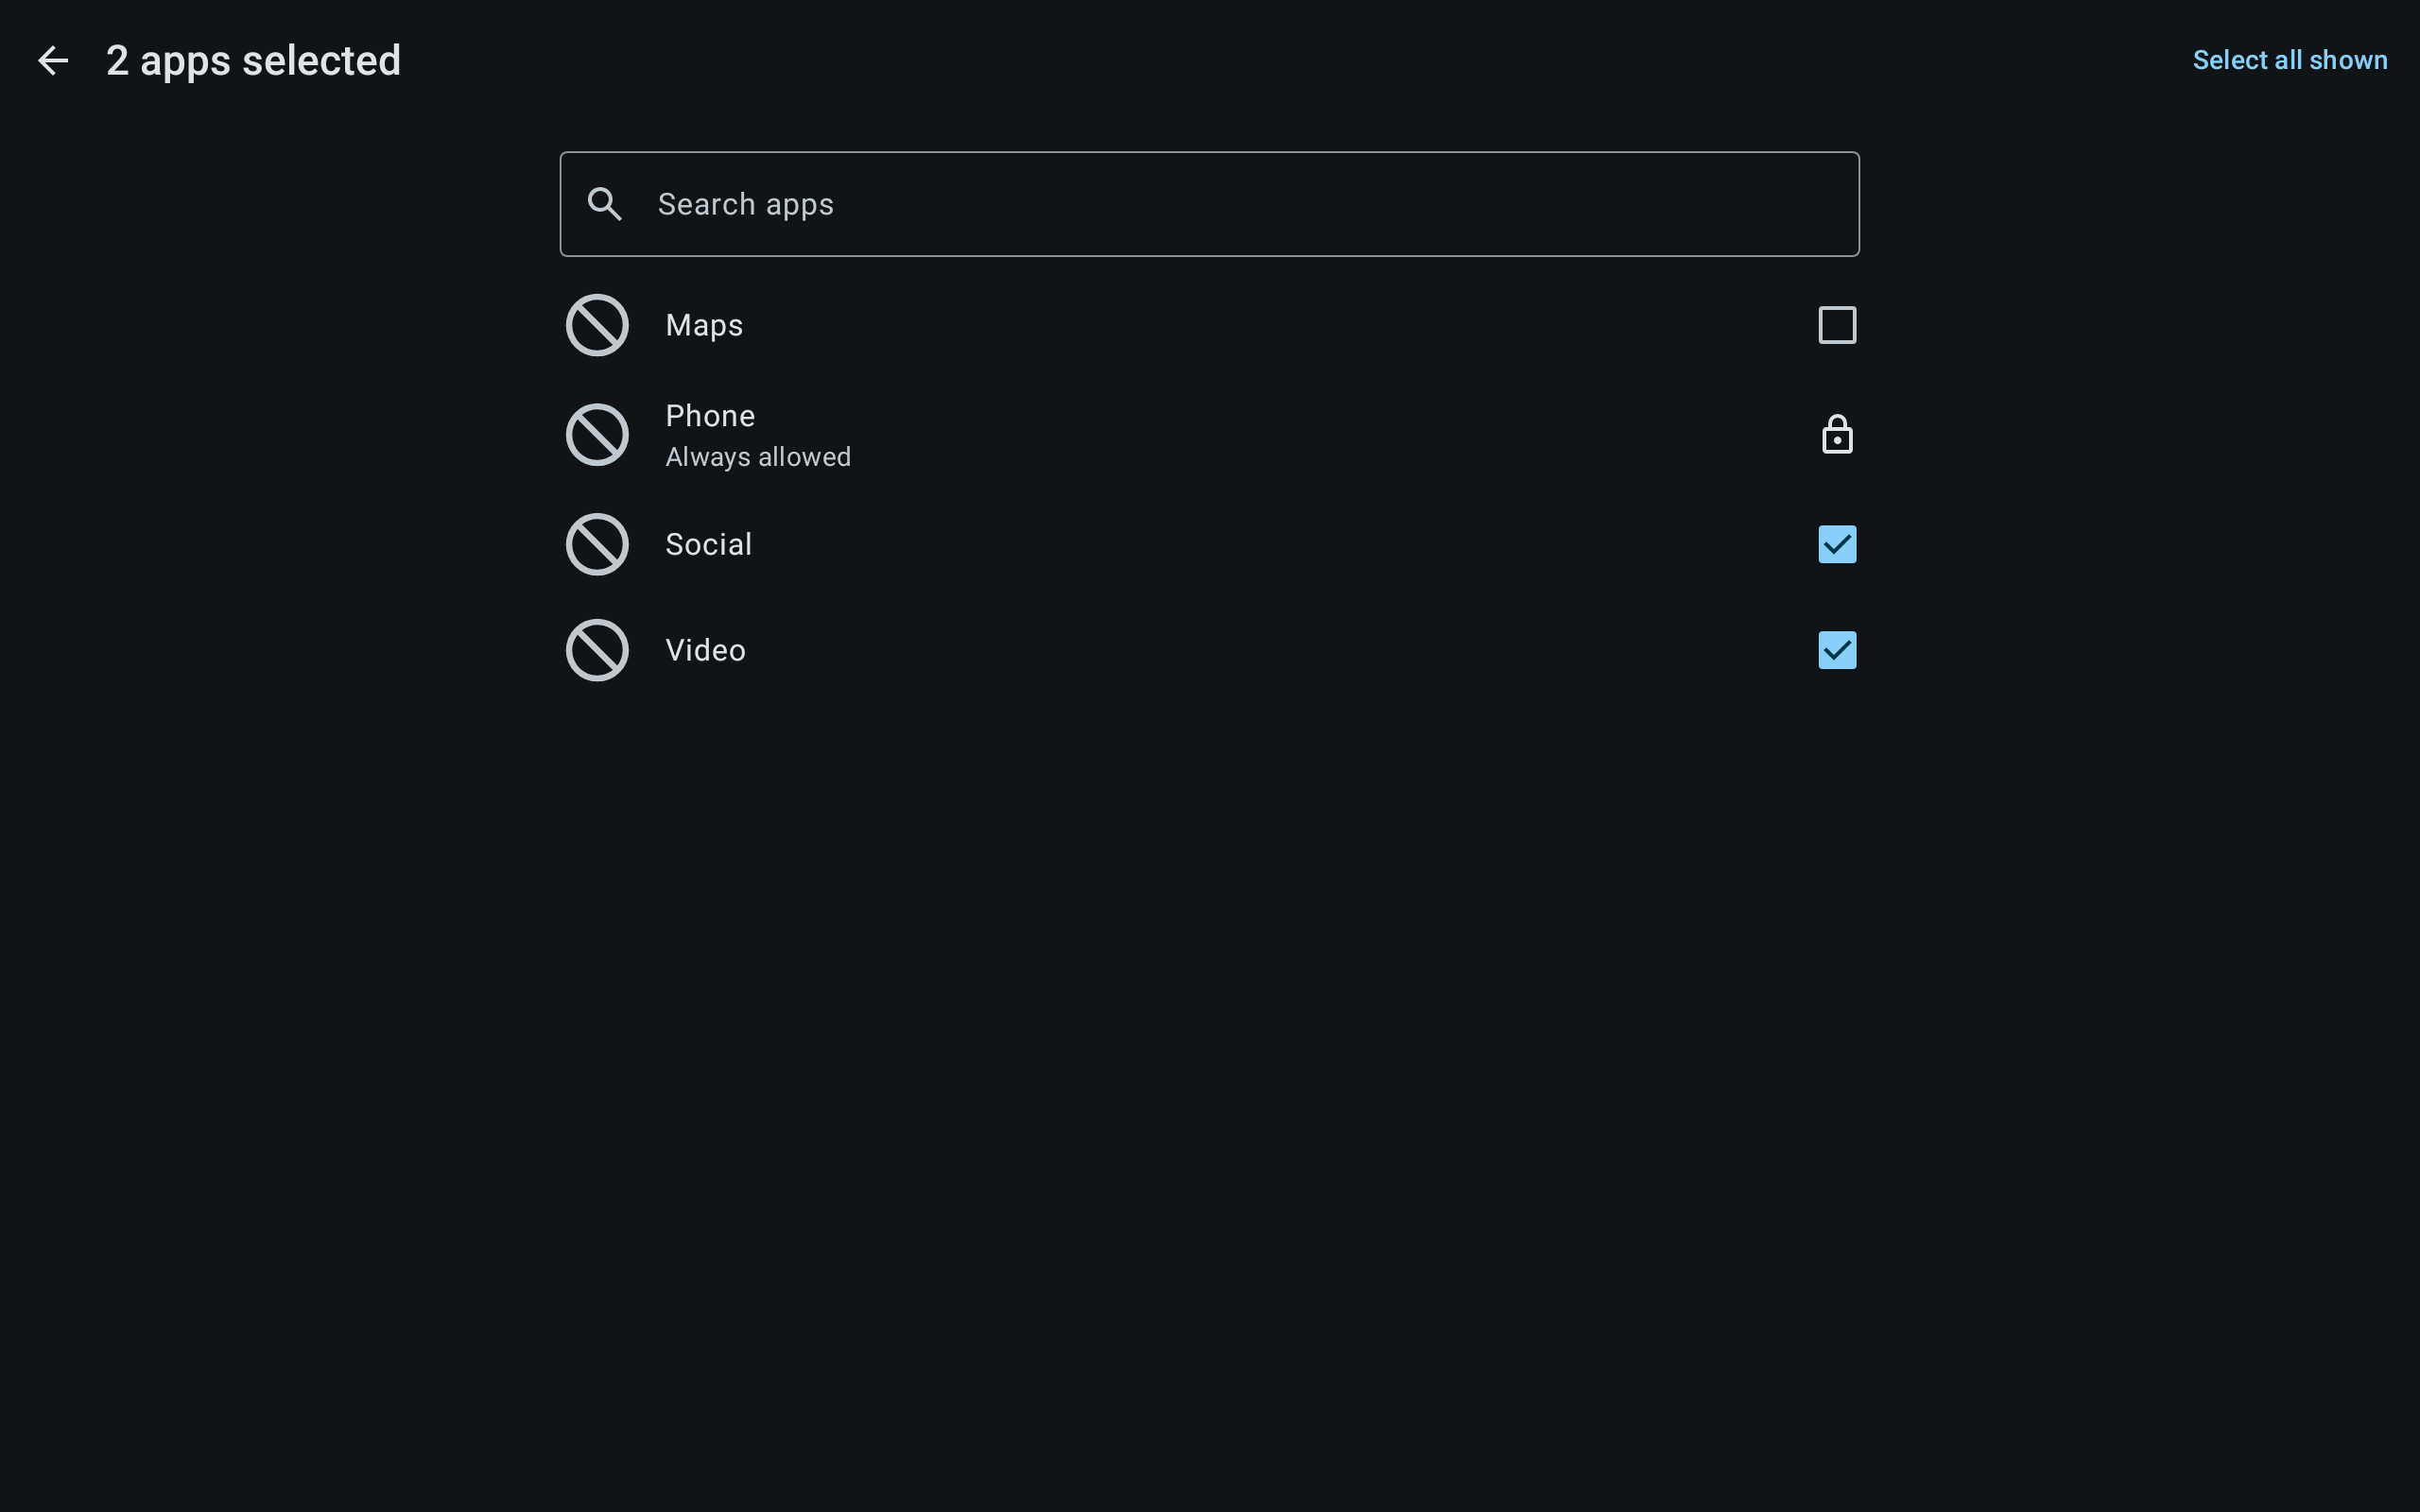 2 apps selected
Select all shown
Search apps
Maps
Phone
Always allowed
Social
Video